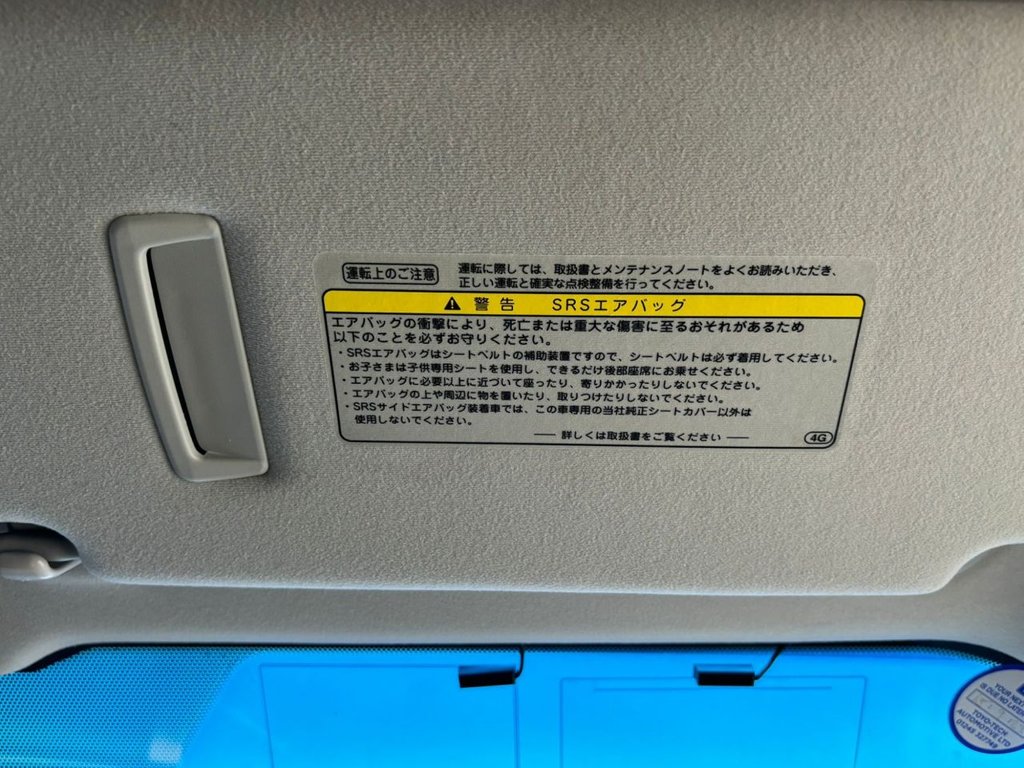 運転上のご注意
運転に際しては、取扱書とメンテナンスノートをよくお読みいただき、
正しい運転と確実な点検整備を行ってください。
警告 SRSエアバッグ
エアバッグの衝撃により、死亡または重大な傷害に至るおそれがあるため
以下のことを必ずお守りください。
・SRSエアバッグはシートベルトの補助装置ですので、シートベルトは必ず着用してください。
・お子さまは子供専用シートを使用し、できるだけ後部座席にお乗せください。
・エアバッグに必要以上に近づいて座ったり、寄りかかったりしないでください。
・エアバッグの上や周辺に物を置いたり、取りつけたりしないでください。
・SRSサイドエアバッグ装着車では、この車専用の当社純正シートカバー以外は
使用しないでください。
詳しくは取扱書をご覧ください
4G
YOUR NEXT
IS DUE NO LATER
TOYO-TECH
AUTOMOTIVE LTD
01245 327749